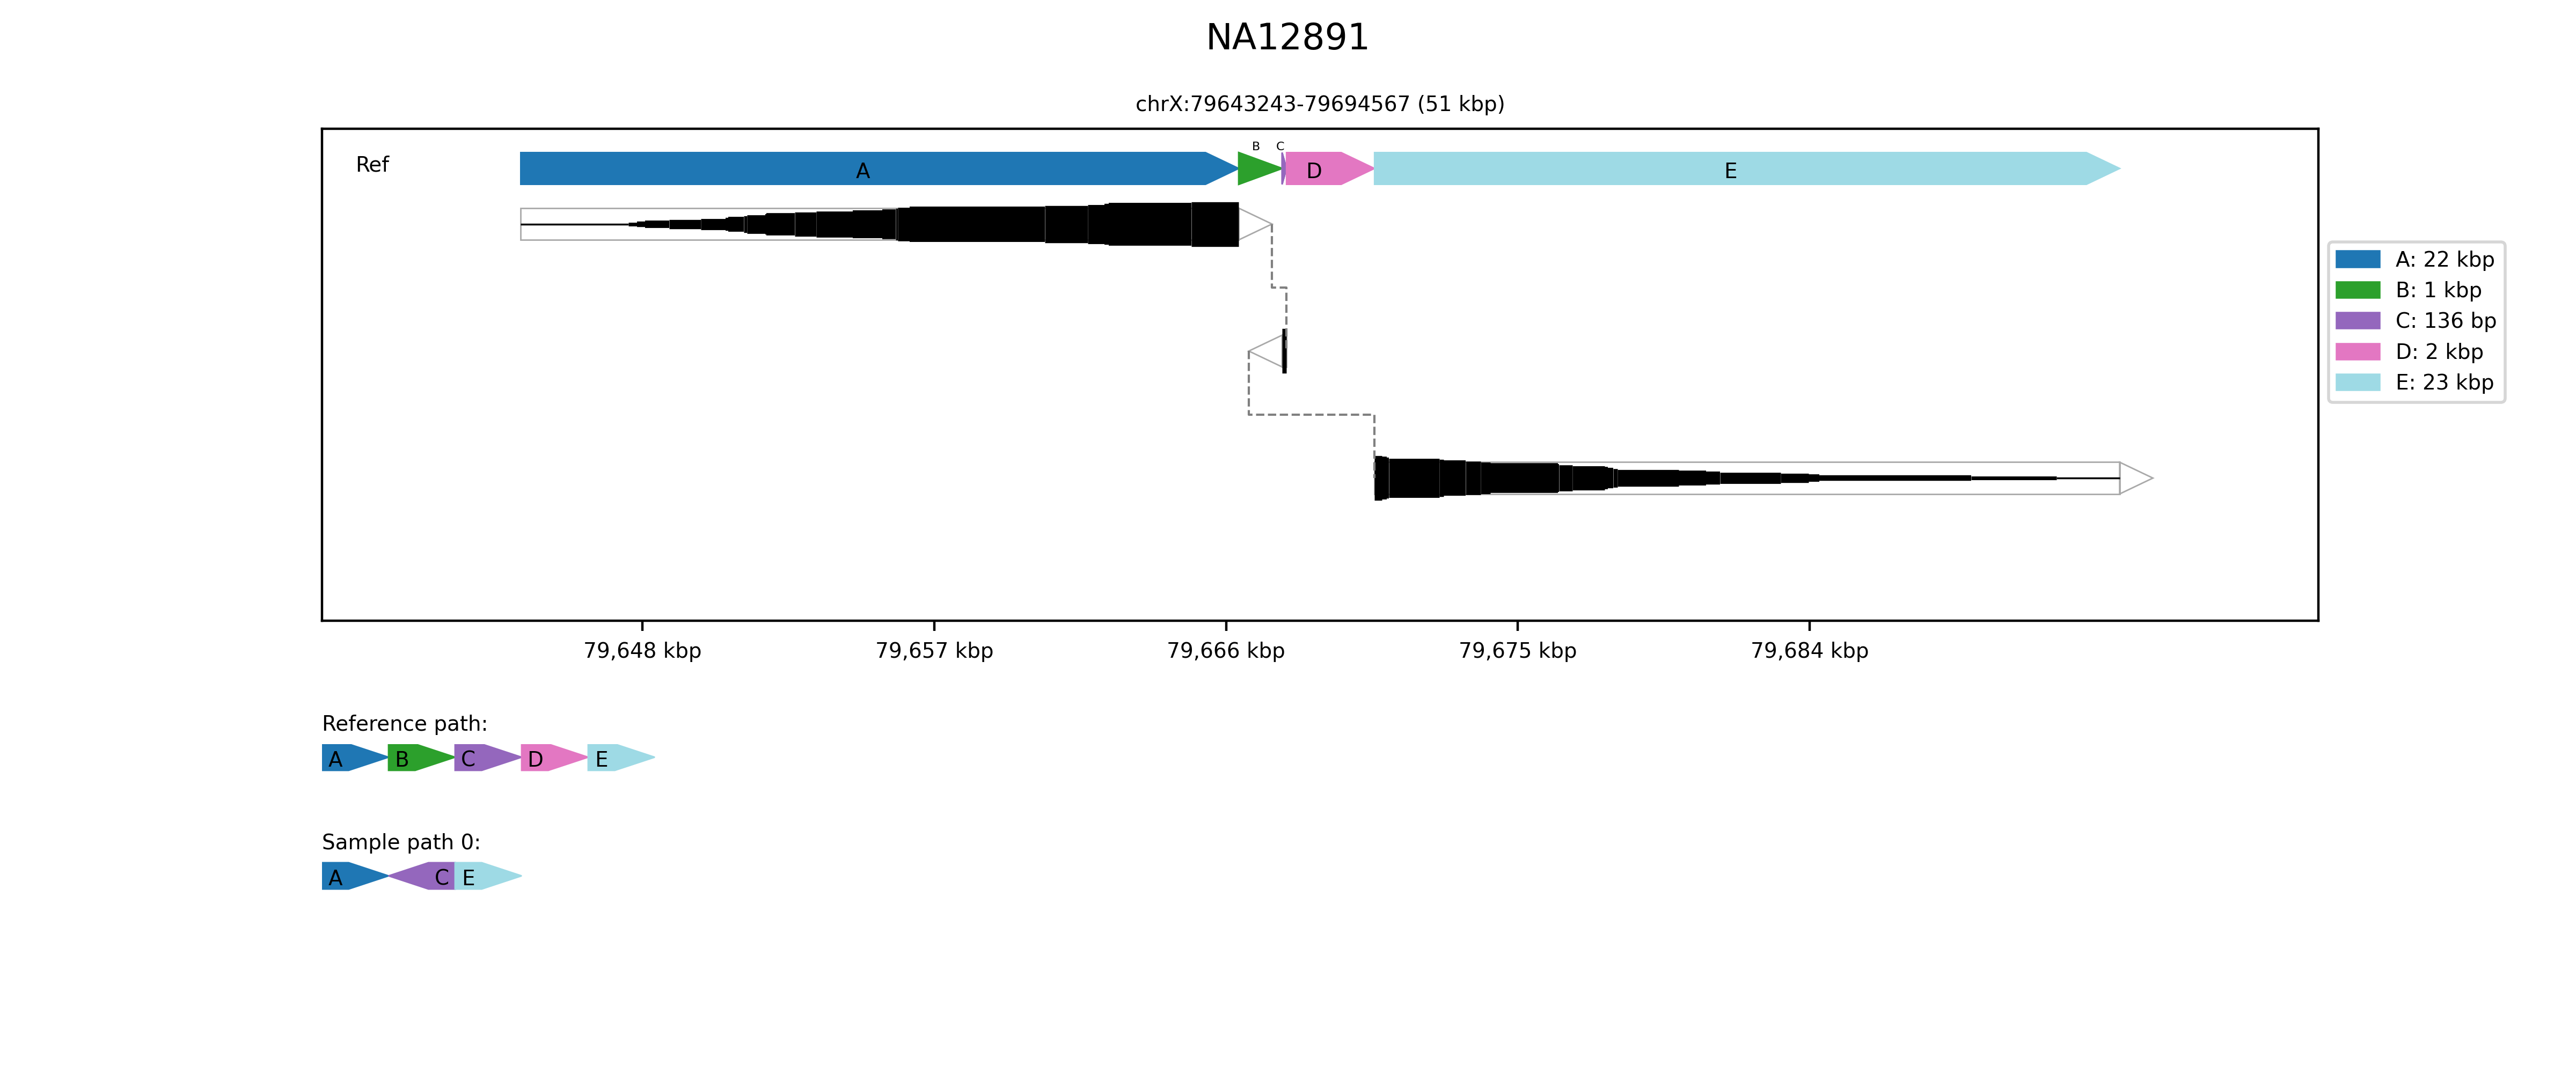 NA12891
chrX:79643243-79694567 (51 kbp)
Ref
A
B
C
D
E
A: 22 kbp
B: 1 kbp
C: 136 bp
D: 2 kbp
E: 23 kbp
79,648 kbp
79,657 kbp
79,666 kbp
79,675 kbp
79,684 kbp
Reference path:
A B C D E
Sample path 0:
A C E